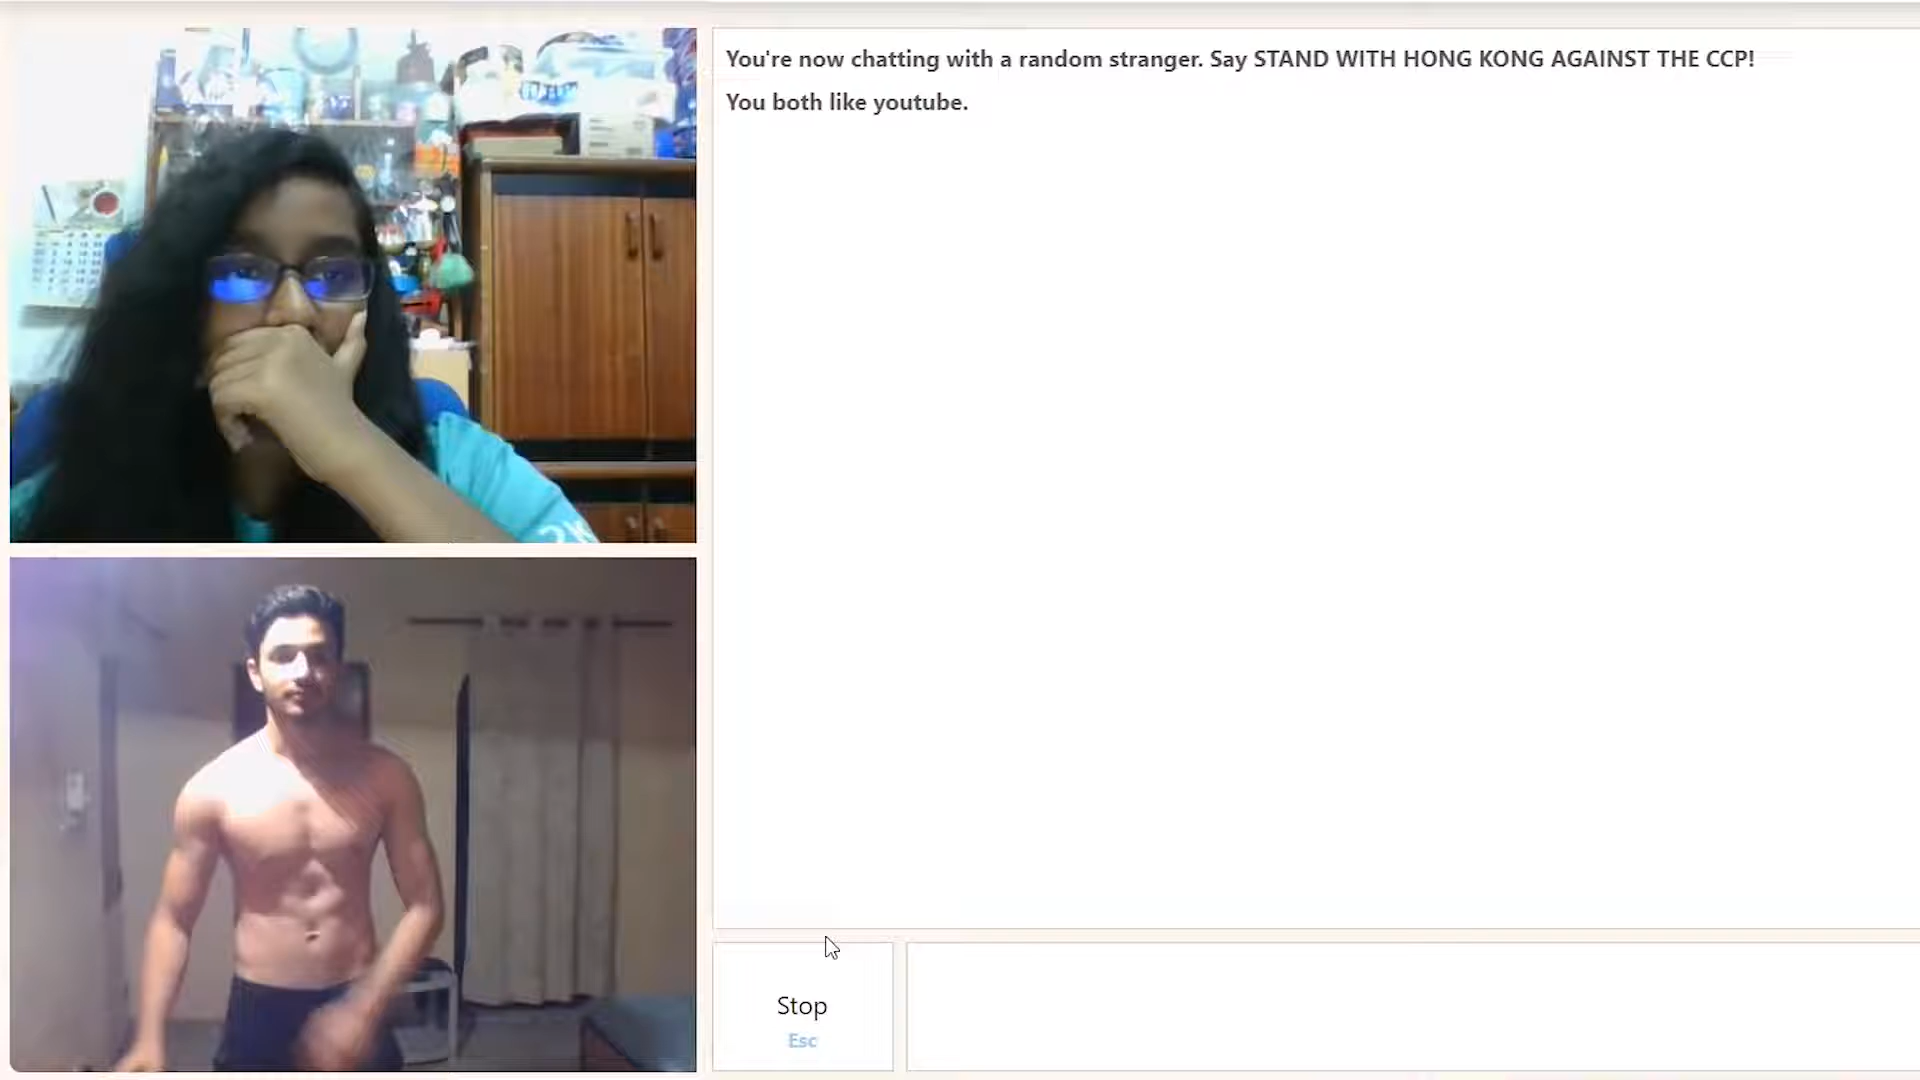 You're now chatting with a random stranger. Say STAND WITH HONG KONG AGAINST THE CCP!
You both like youtube.
Stop
Esc